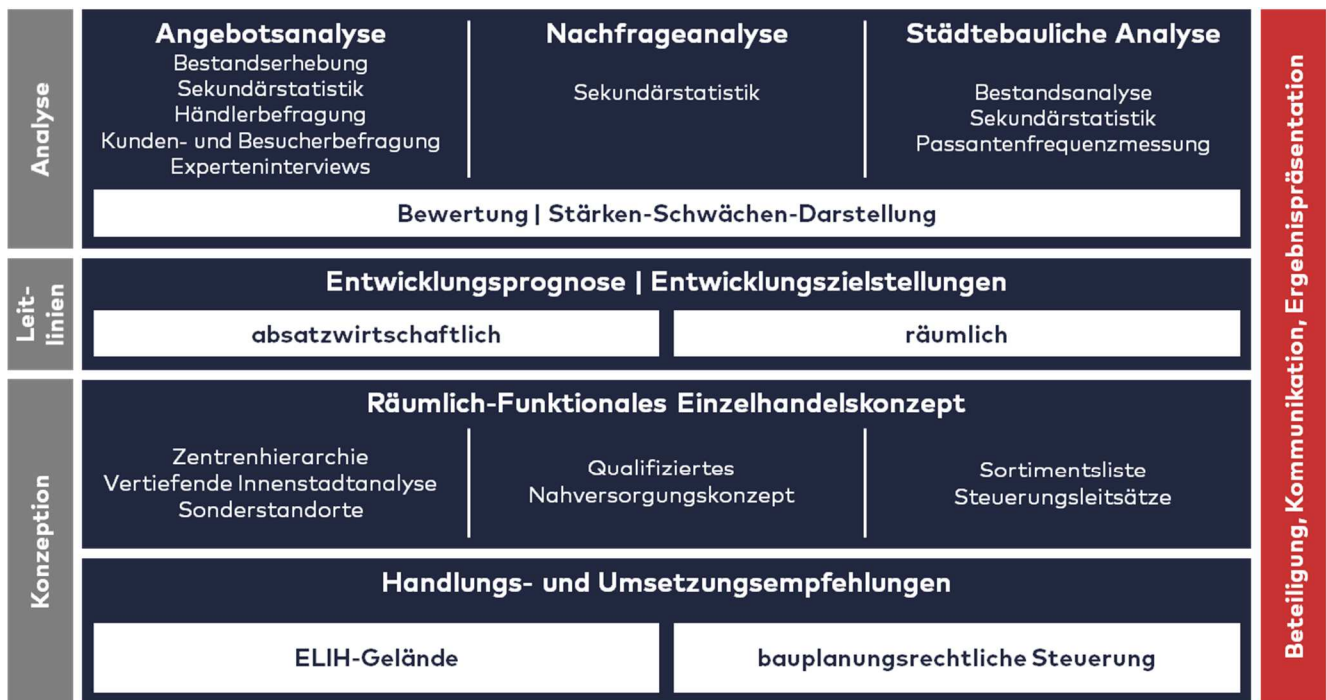 Analyse
Angebotsanalyse
Bestandserhebung
Sekundärstatistik
Händlerbefragung
Kunden- und Besucherbefragung
Experteninterviews
Nachfrageanalyse
Sekundärstatistik
Städtebauliche Analyse
Bestandsanalyse
Sekundärstatistik
Passantenfrequenzmessung
Bewertung | Stärken-Schwächen-Darstellung
Leit-
linien
Entwicklungsprognose | Entwicklungszielstellungen
absatzwirtschaftlich
räumlich
Konzeption
Räumlich-Funktionales Einzelhandelskonzept
Zentrenhierarchie
Vertiefende Innenstadtanalyse
Sonderstandorte
Qualifiziertes
Nahversorgungskonzept
Sortimentsliste
Steuerungsleitsätze
Handlungs- und Umsetzungsempfehlungen
ELIH-Gelände
bauplanungsrechtliche Steuerung
Beteiligung, Kommunikation, Ergebnispräsentation